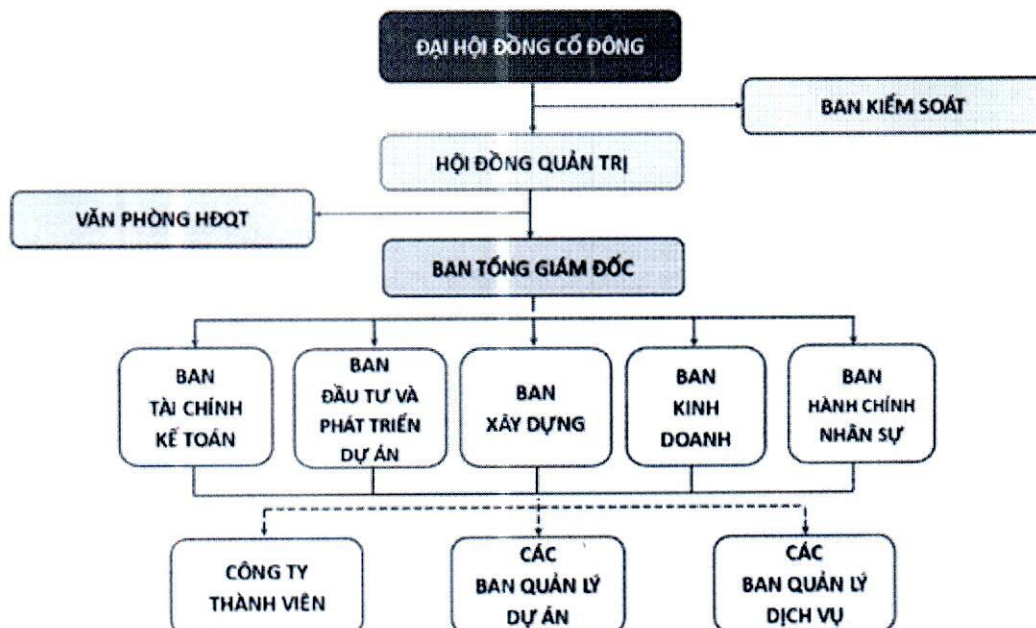 ĐẠI HỘI ĐỒNG CỔ ĐÔNG
BAN KIỂM SOÁT
HỘI ĐỒNG QUẢN TRỊ
VĂN PHÒNG HĐQT
BAN TỔNG GIÁM ĐỐC
BAN
TÀI CHÍNH
KẾ TOÁN
BAN
ĐẦU TƯ VÀ
PHÁT TRIỂN
DỰ ÁN
BAN
XÂY DỰNG
BAN
KINH
DOANH
BAN
HÀNH CHÍNH
NHÂN SỰ
CÔNG TY
THÀNH VIÊN
CÁC
BAN QUẢN LÝ
DỰ ÁN
CÁC
BAN QUẢN LÝ
DỊCH VỤ